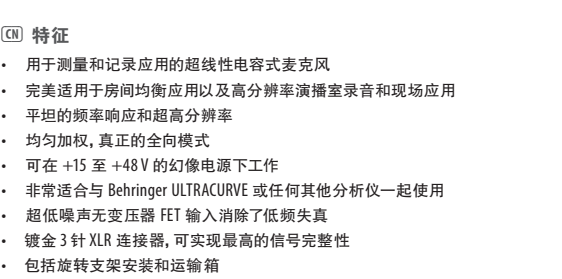 CN 特征
• 用于测量和记录应用的超线性电容式麦克风
• 完美适用于房间均衡应用以及高分辨率演播室录音和现场应用
• 平坦的频率响应和超高分辨率
• 均匀加权, 真正的全向模式
• 可在 +15 至 +48 V 的幻像电源下工作
• 非常适合与 Behringer ULTRACURVE 或任何其他分析仪一起使用
• 超低噪声无变压器 FET 输入消除了低频失真
• 镀金 3 针 XLR 连接器, 可实现最高的信号完整性
• 包括旋转支架安装和运输箱